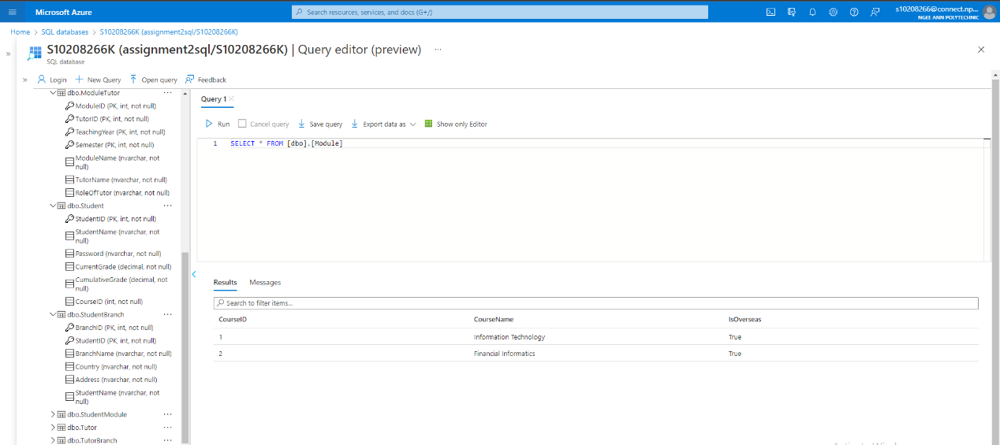 Microsoft Azure
Search resources, services, and docs (G+/)
s10208266@connect.np...
NGEE ANN POLYTECHNIC
Home > SQL databases > S10208266K (assignment2sql/S10208266K)
S10208266K (assignment2sql/S10208266K) | Query editor (preview) ...
SQL database
Login New Query Open query Feedback
dbo.ModuleTutor ...
ModuleID (PK, int, not null)
TutorID (PK, int, not null)
TeachingYear (PK, int, not null)
Semester (PK, int, not null)
ModuleName (nvarchar, not
null)
TutorName (nvarchar, not null)
RoleOfTutor (nvarchar, not null)
dbo.Student ...
StudentID (PK, int, not null)
StudentName (nvarchar, not
null)
Password (nvarchar, not null)
CurrentGrade (decimal, not null)
CumulativeGrade (decimal, not
null)
CourseID (int, not null)
dbo.StudentBranch ...
BranchID (PK, int, not null)
StudentID (PK, int, not null)
BranchName (nvarchar, not null)
Country (nvarchar, not null)
Address (nvarchar, not null)
StudentName (nvarchar, not
null)
dbo.StudentModule ...
dbo.Tutor ...
dbo.TutorBranch ...
Query 1
Run Cancel query Save query Export data as Show only Editor
1 SELECT * FROM [dbo].[Module]
Results Messages
Search to filter items...
CourseID CourseName IsOverseas
1 Information Technology True
2 Financial Informatics True